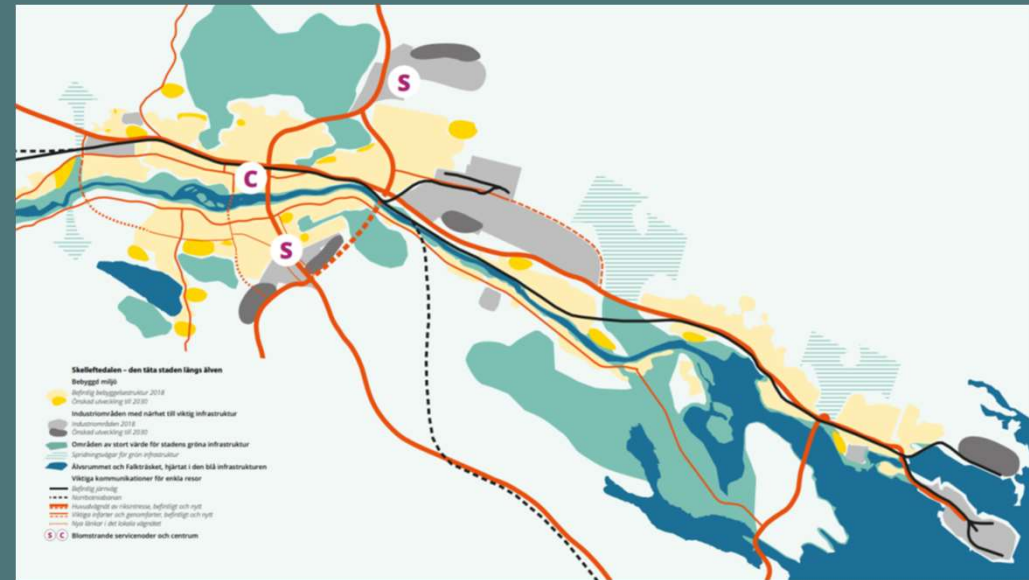 S
C
S
Skelleftedalen – den täta staden längs älven
Bebyggd miljö
Befintlig bebyggelsestruktur 2018
Önskad utveckling till 2030
Industriområden med närhet till viktig infrastruktur
Industriområden 2018
Önskad utveckling till 2030
Områden av stort värde för stadens gröna infrastruktur
Spridningsvägar för grön infrastruktur
Älvsrummet och Falkträsket, hjärtat i den blå infrastrukturen
Viktiga kommunikationer för enkla resor
Befintlig järnväg
Norrbotniabanan
Huvudvägnät av riksintresse, befintligt och nytt
Viktiga infarter och genomfarter, befintligt och nytt
Nya länkar i det lokala vägnätet
S C Blomstrande servicenoder och centrum